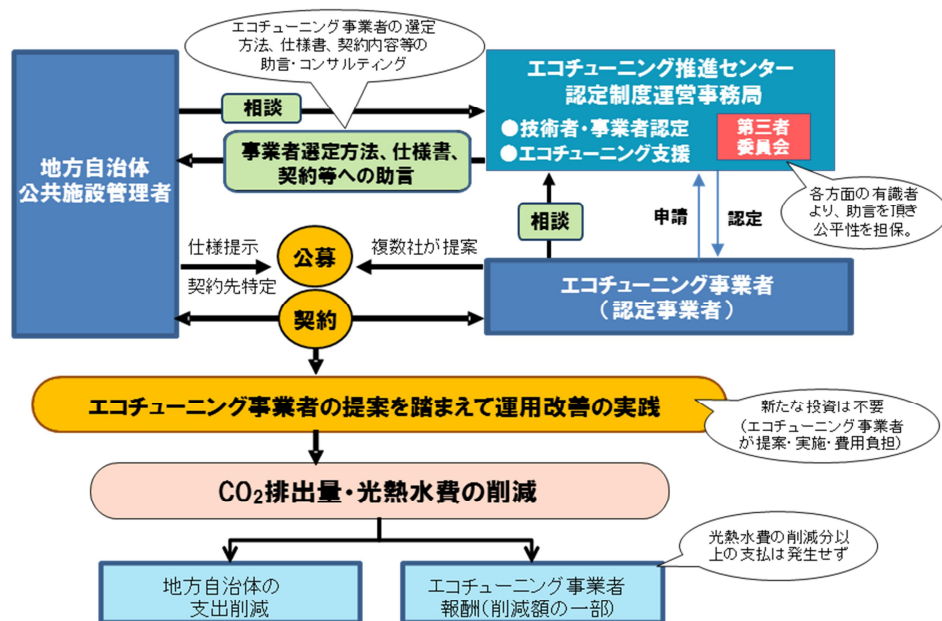 エコチューニング事業者の選定
方法、仕様書、契約内容等の
助言・コンサルティング
地方自治体
公共施設管理者
相談
事業者選定方法、仕様書、
契約等への助言
エコチューニング推進センター
認定制度運営事務局
●技術者・事業者認定
●エコチューニング支援
第三者
委員会
各方面の有識者
より、助言を頂き
公平性を担保。
相談
申請
認定
仕様提示
契約先特定
公募
複数社が提案
契約
エコチューニング事業者
（認定事業者）
エコチューニング事業者の提案を踏まえて運用改善の実践
新たな投資は不要
(エコチューニング事業者
が提案・実施・費用負担)
CO₂排出量・光熱水費の削減
光熱水費の削減分以
上の支払は発生せず
地方自治体の
支出削減
エコチューニング事業者
報酬(削減額の一部)